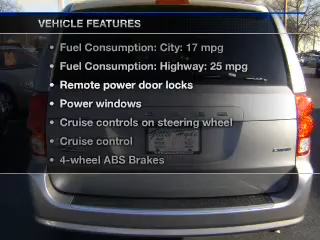 VEHICLE FEATURES
• Fuel Consumption: City: 17 mpg
• Fuel Consumption: Highway: 25 mpg
• Remote power door locks
• Power windows
• Cruise controls on steering wheel
• Cruise control
• 4-wheel ABS Brakes